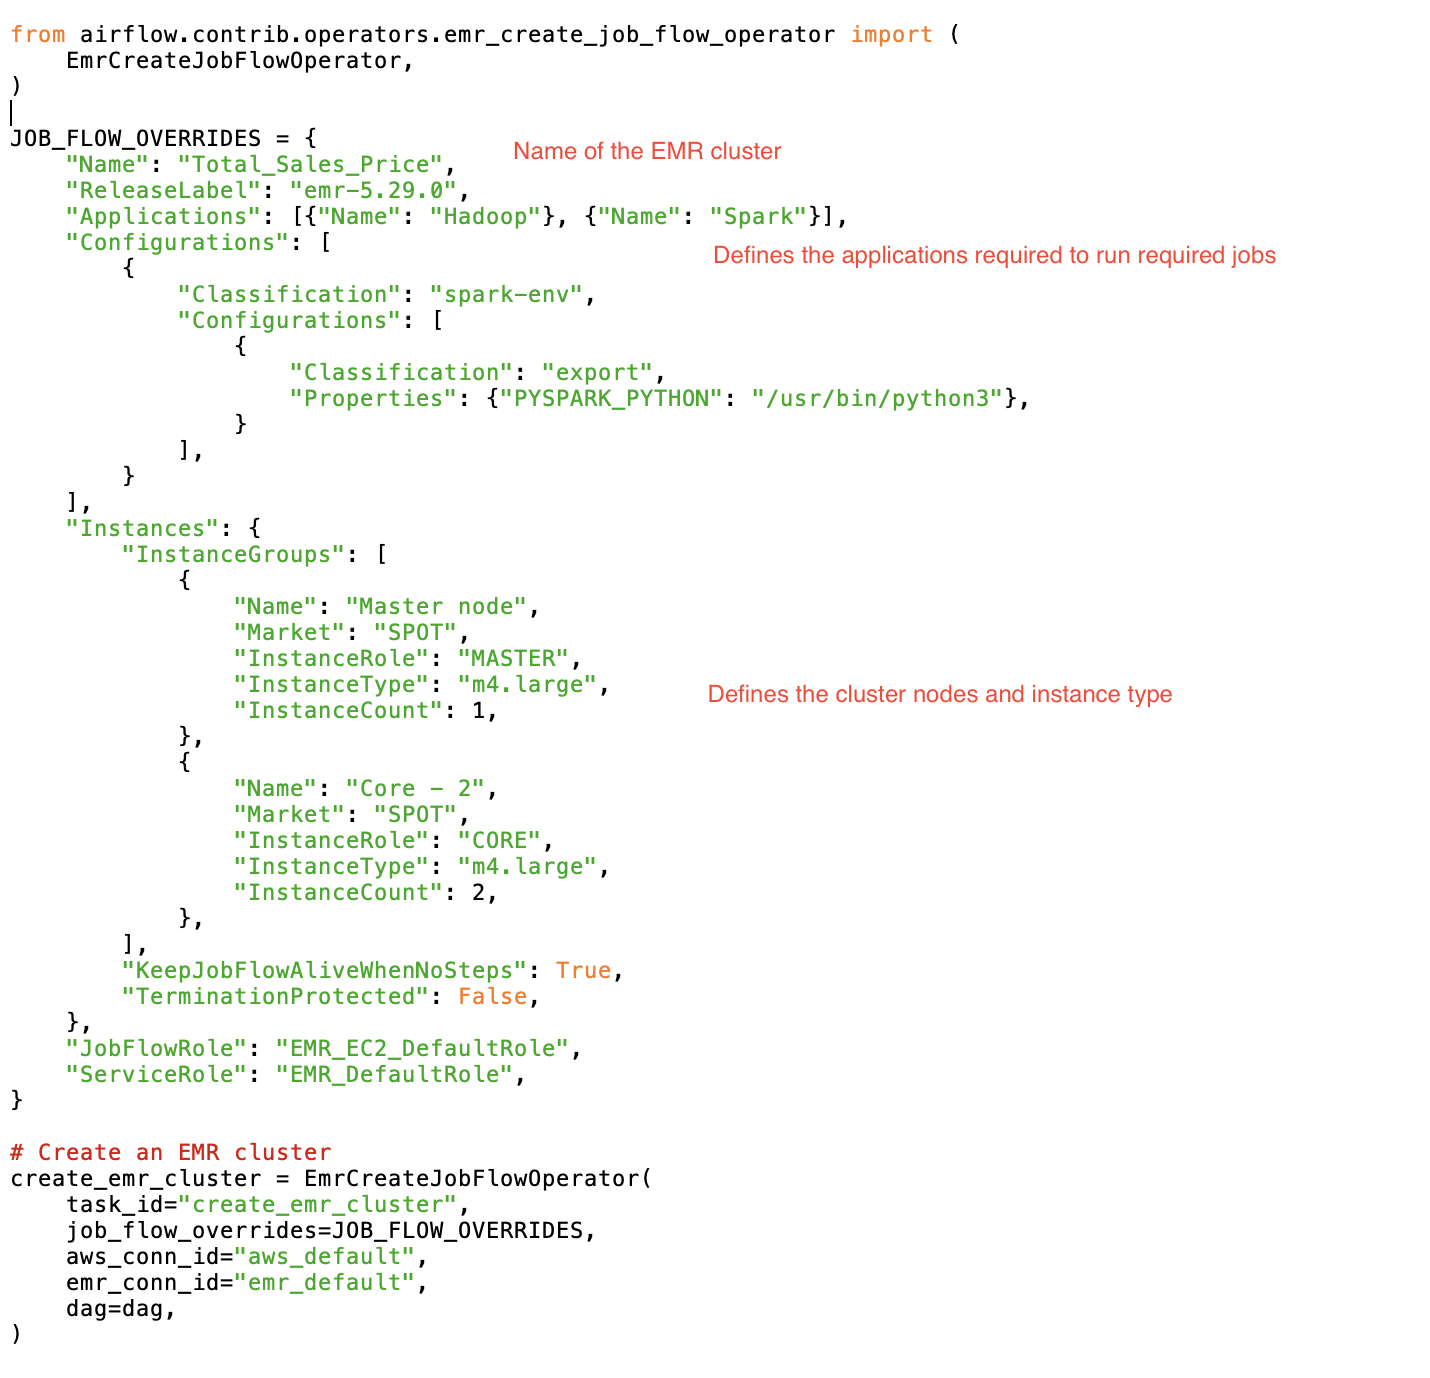 from airflow.contrib.operators.emr_create_job_flow_operator import (
    EmrCreateJobFlowOperator,
)
JOB_FLOW_OVERRIDES = {
Name of the EMR cluster
    "Name": "Total_Sales_Price",
    "ReleaseLabel": "emr-5.29.0",
    "Applications": [{"Name": "Hadoop"}, {"Name": "Spark"}],
    "Configurations": [
Defines the applications required to run required jobs
        {
            "Classification": "spark-env",
            "Configurations": [
                {
                    "Classification": "export",
                    "Properties": {"PYSPARK_PYTHON": "/usr/bin/python3"},
                }
            ],
        }
    ],
    "Instances": {
        "InstanceGroups": [
            {
                "Name": "Master node",
                "Market": "SPOT",
                "InstanceRole": "MASTER",
                "InstanceType": "m4.large",
Defines the cluster nodes and instance type
                "InstanceCount": 1,
            },
            {
                "Name": "Core - 2",
                "Market": "SPOT",
                "InstanceRole": "CORE",
                "InstanceType": "m4.large",
                "InstanceCount": 2,
            },
        ],
        "KeepJobFlowAliveWhenNoSteps": True,
        "TerminationProtected": False,
    },
    "JobFlowRole": "EMR_EC2_DefaultRole",
    "ServiceRole": "EMR_DefaultRole",
}
# Create an EMR cluster
create_emr_cluster = EmrCreateJobFlowOperator(
    task_id="create_emr_cluster",
    job_flow_overrides=JOB_FLOW_OVERRIDES,
    aws_conn_id="aws_default",
    emr_conn_id="emr_default",
    dag=dag,
)